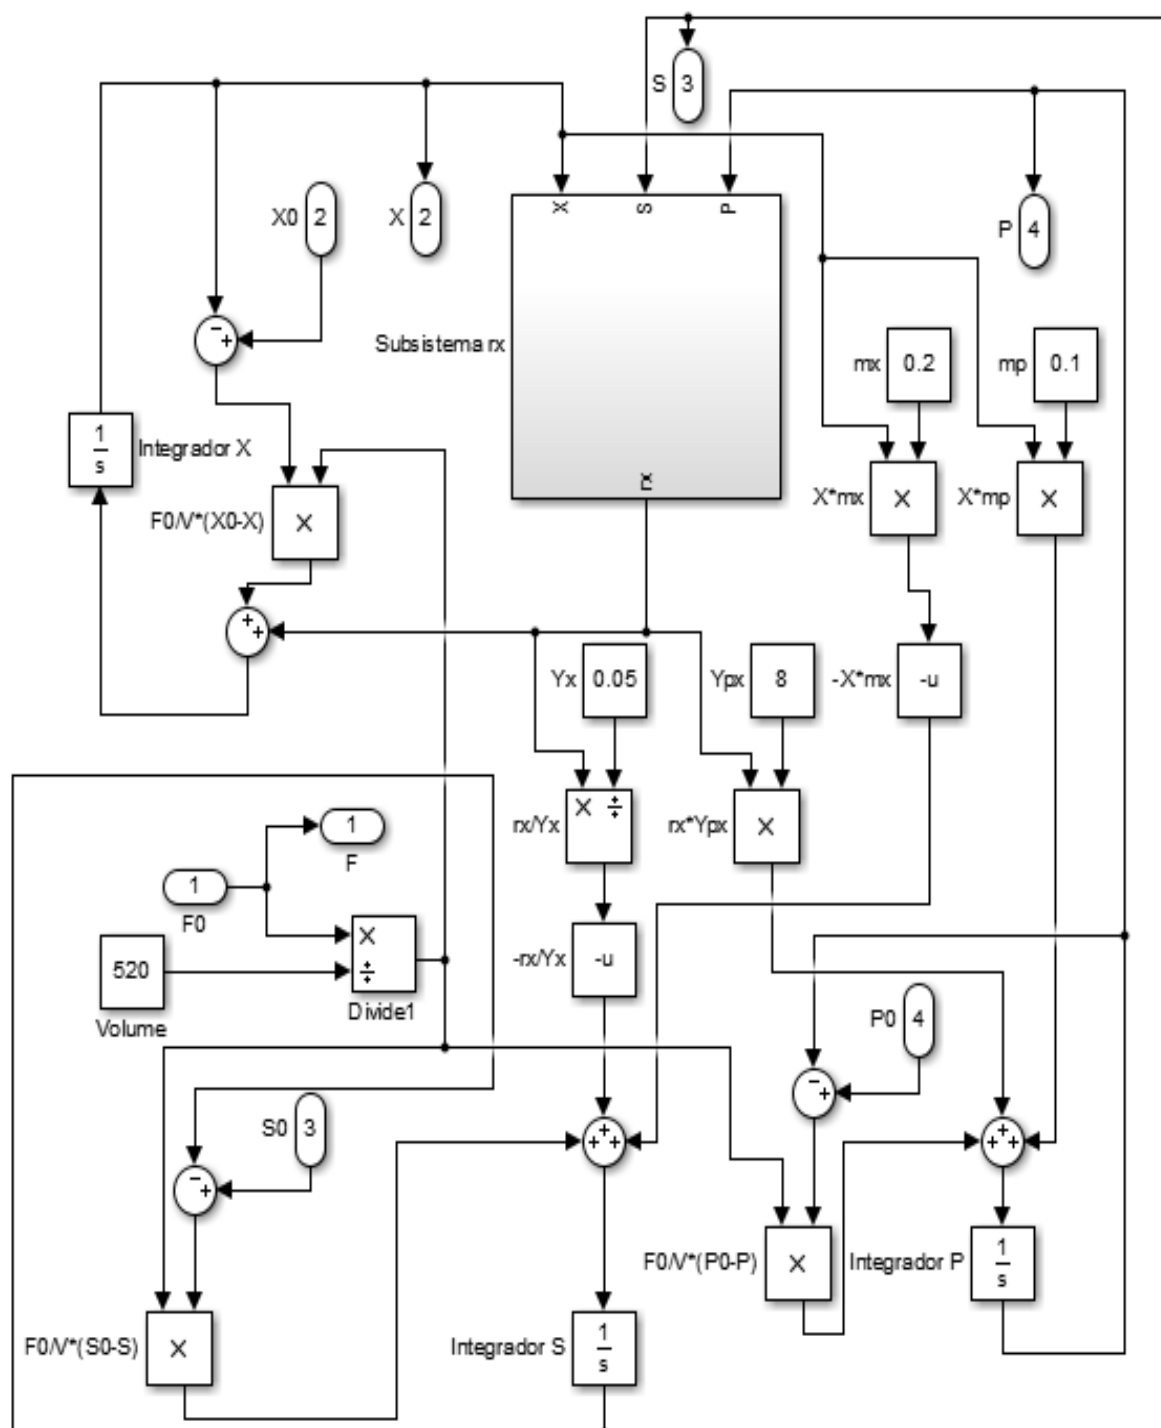 S 3
X0 2
X 2
X S P
P 4
Subsistema rx
rx
mx 0.2
mp 0.1
1
s
Integrador X
F0/V*(X0-X) ×
X*mx ×
X*mp ×
- +
+ +
Yx 0.05
Ypx 8
-X*mx -u
rx/Yx × ÷
rx*Ypx ×
1
F
1
F0
520
Volume
×
÷
Divide1
-rx/Yx -u
P0 4
- +
S0 3
- +
+ + +
+ + +
F0/V*(P0-P) ×
Integrador P
1
s
F0/V*(S0-S) ×
Integrador S
1
s